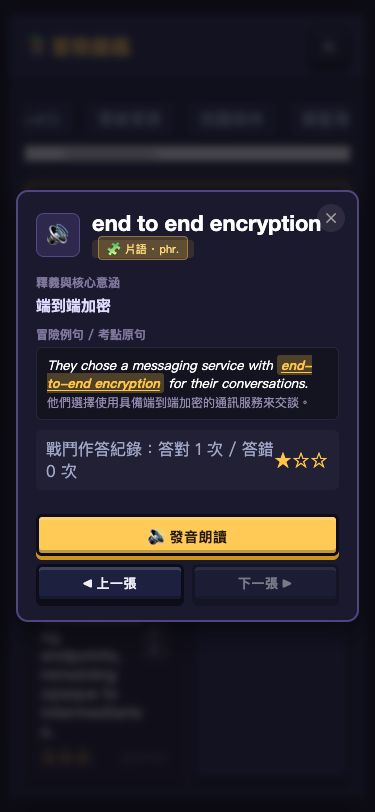 end to end encryption
片語 · phr.
釋義與核心意涵
端到端加密
冒險例句 / 考點原句
They chose a messaging service with end-
to-end encryption for their conversations.
他們選擇使用具備端到端加密的通訊服務來交談。
戰鬥作答紀錄：答對 1 次 / 答錯
0 次
★☆☆
發音朗讀
◀ 上一張
下一張 ▶